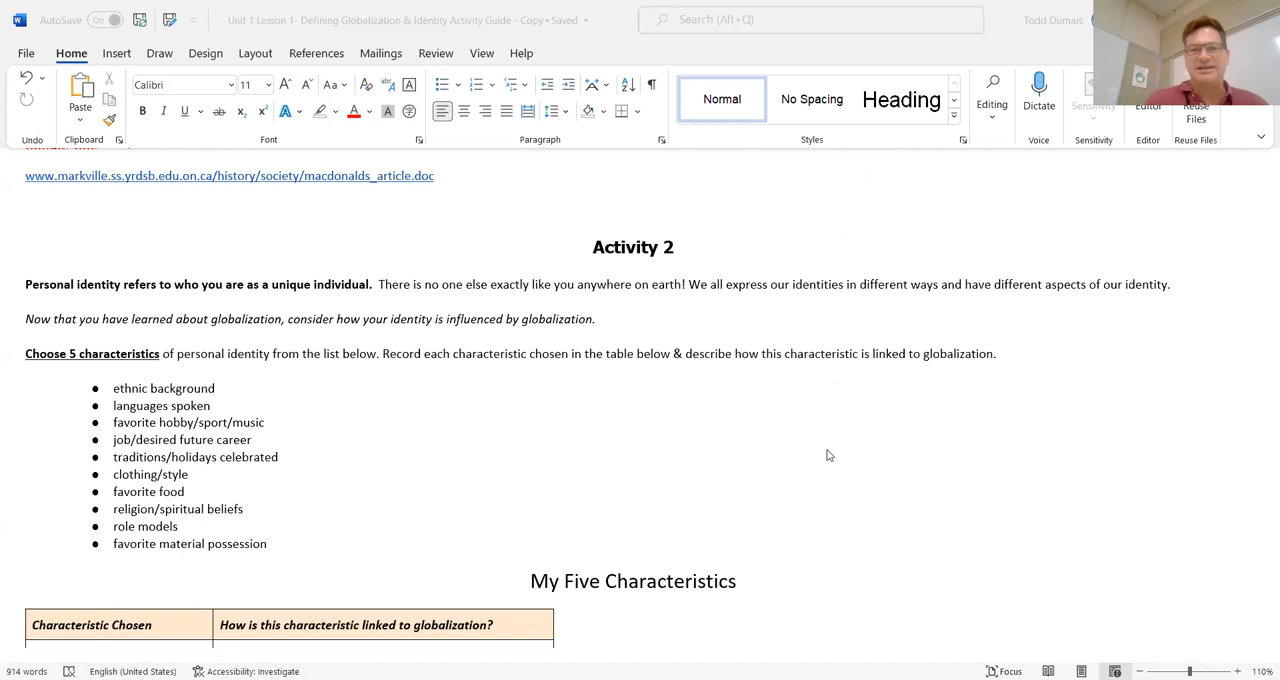 AutoSave Off Unit 1 Lesson 1- Defining Globalization & Identity Activity Guide - Copy • Saved Search (Alt+Q) Todd Dumais
File Home Insert Draw Design Layout References Mailings Review View Help
Calibri 11 Aa A
Paste B I U ab x₂ x² A A A Normal No Spacing Heading Editing Dictate Sensitivity Editor Reuse Files
Undo Clipboard Font Paragraph Styles Voice Sensitivity Editor Reuse Files
www.markville.ss.yrdsb.edu.on.ca/history/society/macdonalds_article.doc
Activity 2
Personal identity refers to who you are as a unique individual. There is no one else exactly like you anywhere on earth! We all express our identities in different ways and have different aspects of our identity.
Now that you have learned about globalization, consider how your identity is influenced by globalization.
Choose 5 characteristics of personal identity from the list below. Record each characteristic chosen in the table below & describe how this characteristic is linked to globalization.
● ethnic background
● languages spoken
● favorite hobby/sport/music
● job/desired future career
● traditions/holidays celebrated
● clothing/style
● favorite food
● religion/spiritual beliefs
● role models
● favorite material possession
My Five Characteristics
Characteristic Chosen How is this characteristic linked to globalization?
914 words English (United States) Accessibility: Investigate Focus 110%